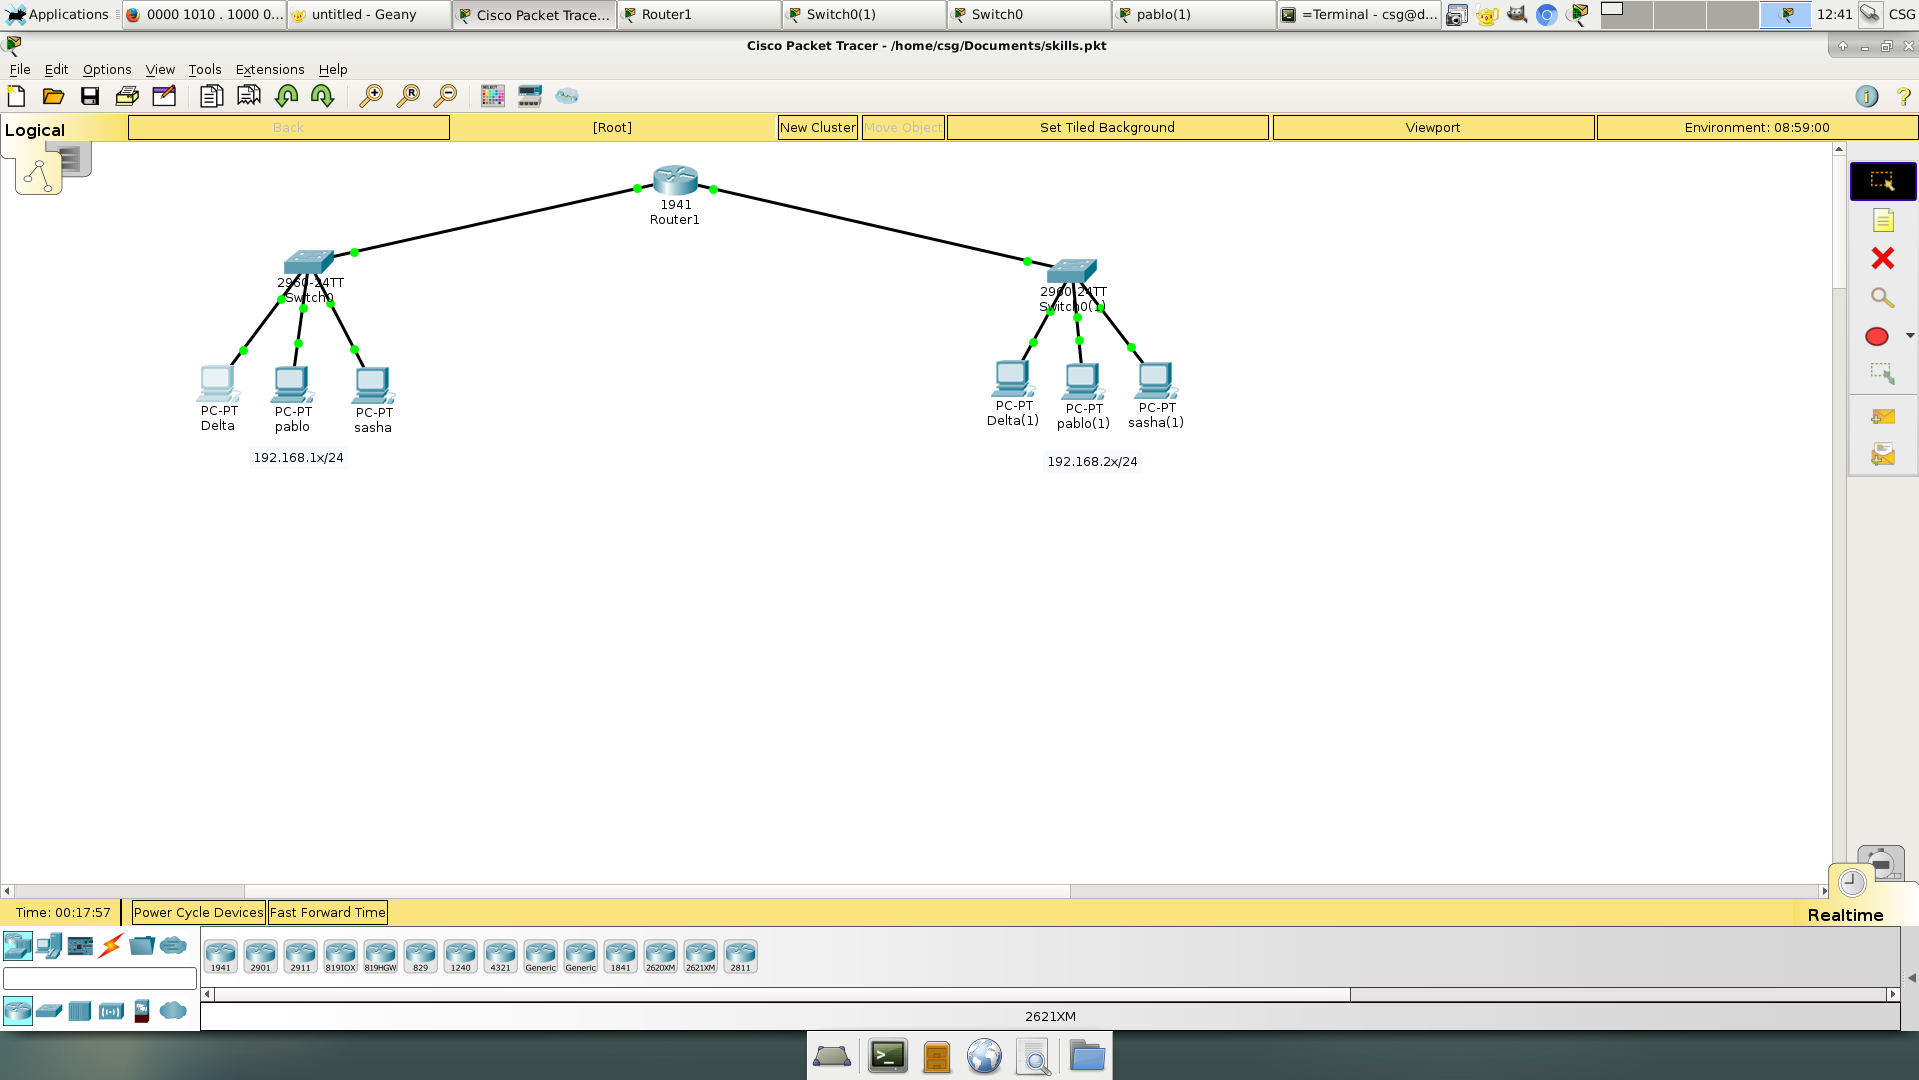 Applications
0000 1010 . 1000 0...
untitled - Geany
Cisco Packet Trace...
Router1
Switch0(1)
Switch0
pablo(1)
=Terminal - csg@d...
12:41
CSG
Cisco Packet Tracer - /home/csg/Documents/skills.pkt
File Edit Options View Tools Extensions Help
Logical
Back
[Root]
New Cluster
Move Object
Set Tiled Background
Viewport
Environment: 08:59:00
1941
Router1
2960-24TT
Switch0
2960-24TT
Switch0(1)
PC-PT
Delta
PC-PT
pablo
PC-PT
sasha
PC-PT
Delta(1)
PC-PT
pablo(1)
PC-PT
sasha(1)
192.168.1x/24
192.168.2x/24
Time: 00:17:57
Power Cycle Devices
Fast Forward Time
Realtime
1941
2901
2911
819IOX
819HGW
829
1240
4321
Generic
Generic
1841
2620XM
2621XM
2811
2621XM